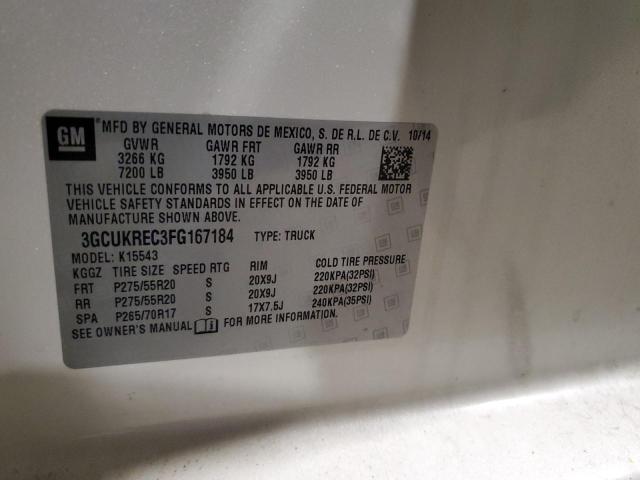 GM ® MFD BY GENERAL MOTORS DE MEXICO, S. DE R.L. DE C.V. 10/14
GVWR GAWR FRT GAWR RR
3266 KG 1792 KG 1792 KG
7200 LB 3950 LB 3950 LB
THIS VEHICLE CONFORMS TO ALL APPLICABLE U.S. FEDERAL MOTOR
VEHICLE SAFETY STANDARDS IN EFFECT ON THE DATE OF
MANUFACTURE SHOWN ABOVE.
3GCUKREC3FG167184 TYPE: TRUCK
MODEL: K15543
KGGZ TIRE SIZE SPEED RTG RIM COLD TIRE PRESSURE
FRT P275/55R20 S 20X9J 220KPA(32PSI)
RR P275/55R20 S 20X9J 220KPA(32PSI)
SPA P265/70R17 S 17X7.5J 240KPA(35PSI)
SEE OWNER'S MANUAL FOR MORE INFORMATION.